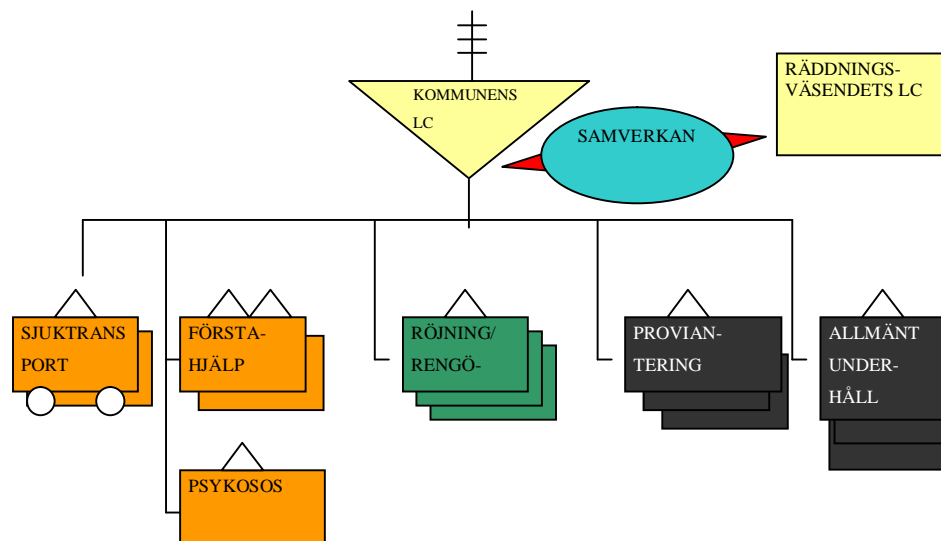 KOMMUNENS
LC
SAMVERKAN
RÄDDNINGS-
VÄSENDETS LC
SJUKTRANS
PORT
FÖRSTA-
HJÄLP
RÖJNING/
RENGÖ-
PROVIAN-
TERING
ALLMÄNT
UNDER-
HÅLL
PSYKOSOS